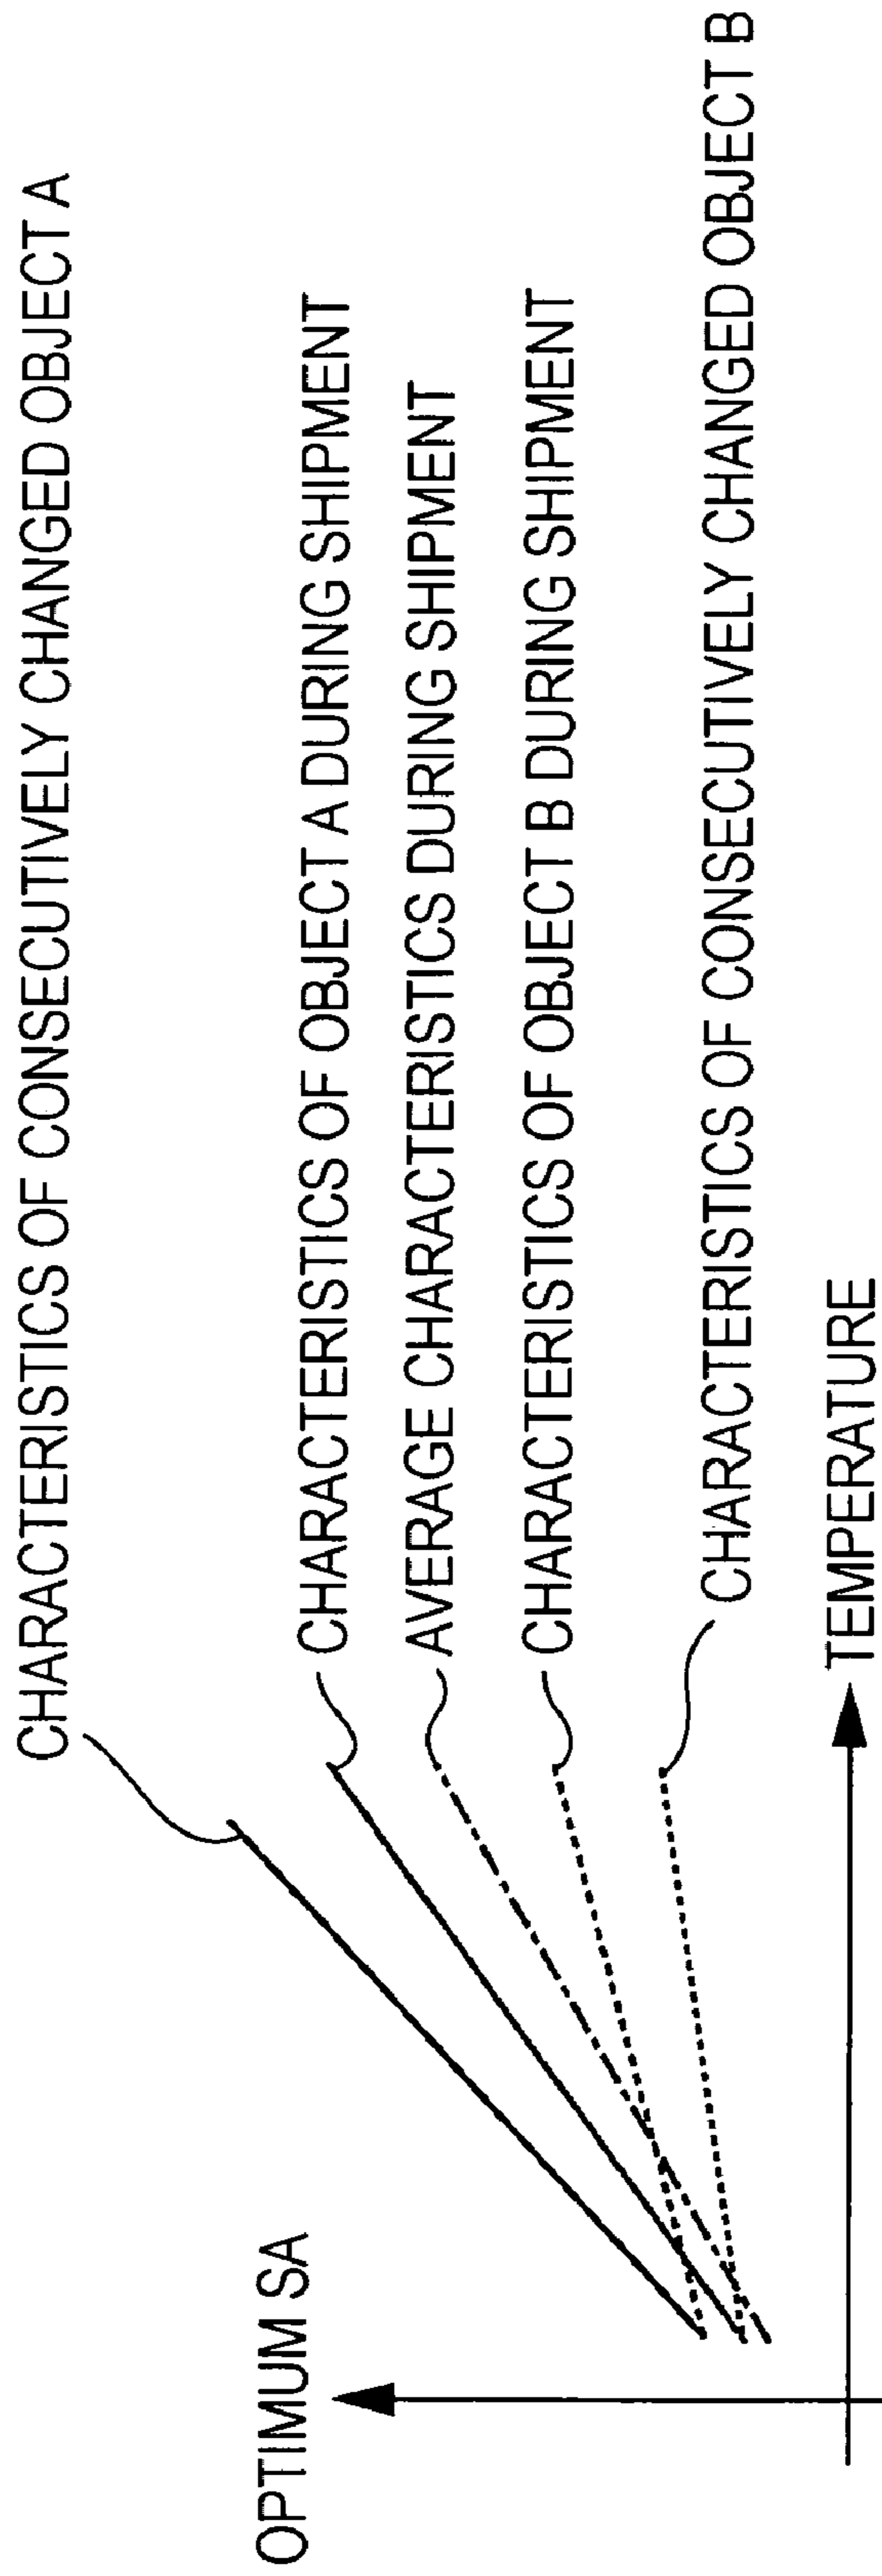 OPTIMUM SA
CHARACTERISTICS OF CONSECUTIVELY CHANGED OBJECT A
CHARACTERISTICS OF OBJECT A DURING SHIPMENT
AVERAGE CHARACTERISTICS DURING SHIPMENT
CHARACTERISTICS OF OBJECT B DURING SHIPMENT
CHARACTERISTICS OF CONSECUTIVELY CHANGED OBJECT B
TEMPERATURE